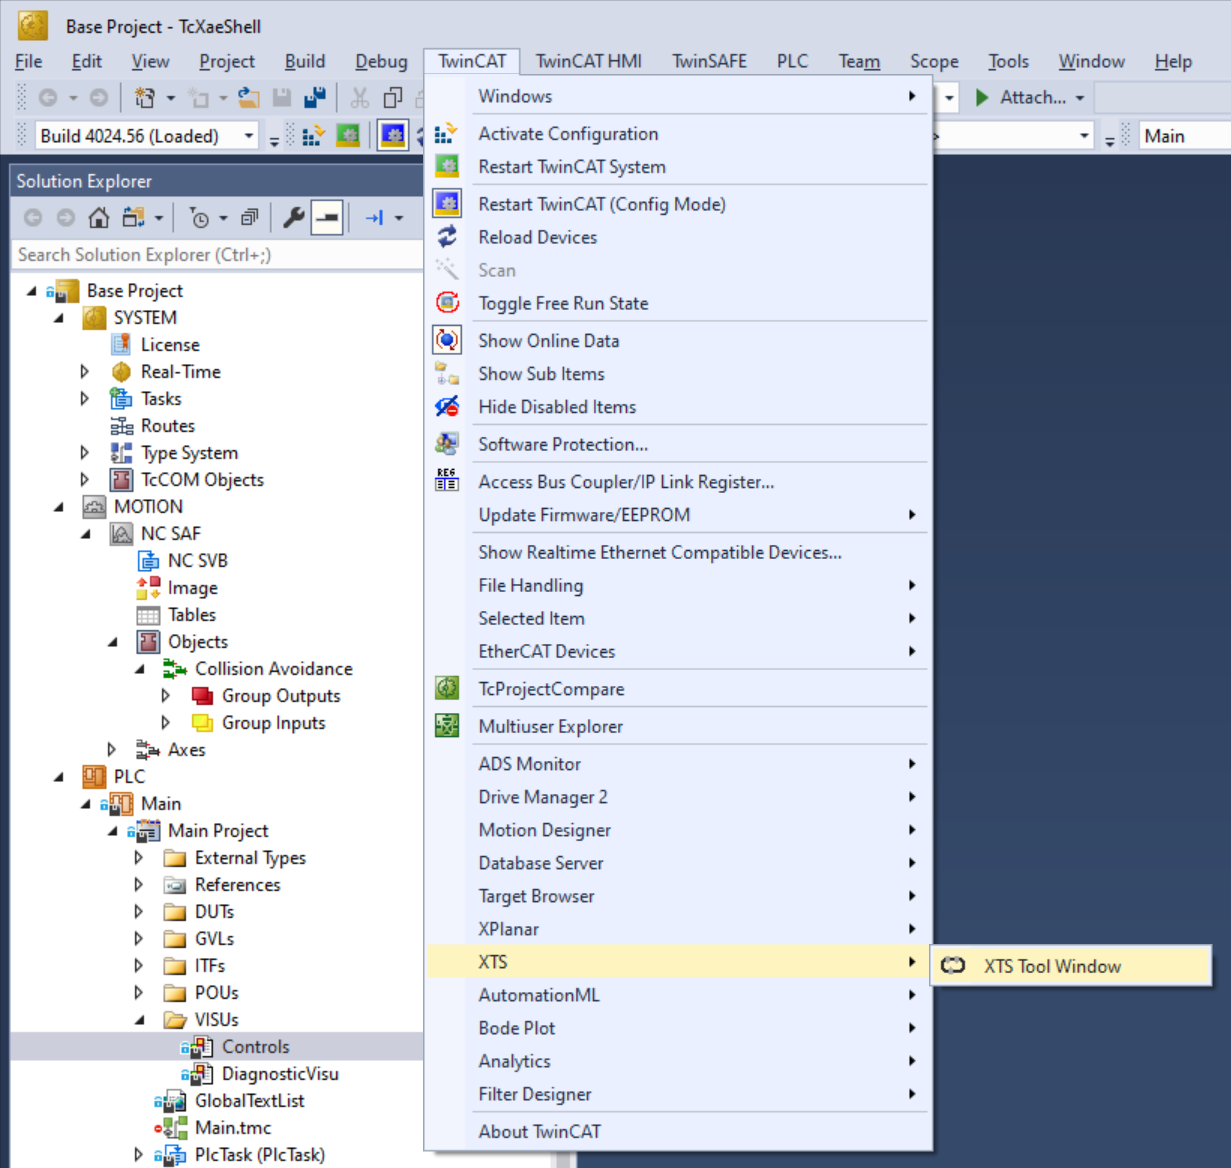 Base Project - TcXaeShell
File Edit View Project Build Debug TwinCAT TwinCAT HMI TwinSAFE PLC Team Scope Tools Window Help
Attach...
Build 4024.56 (Loaded)
Main
Solution Explorer
Search Solution Explorer (Ctrl+;)
Base Project
SYSTEM
License
Real-Time
Tasks
Routes
Type System
TcCOM Objects
MOTION
NC SAF
NC SVB
Image
Tables
Objects
Collision Avoidance
Group Outputs
Group Inputs
Axes
PLC
Main
Main Project
External Types
References
DUTs
GVLs
ITFs
POUs
VISUs
Controls
DiagnosticVisu
GlobalTextList
Main.tmc
PlcTask (PlcTask)
Windows
Activate Configuration
Restart TwinCAT System
Restart TwinCAT (Config Mode)
Reload Devices
Scan
Toggle Free Run State
Show Online Data
Show Sub Items
Hide Disabled Items
Software Protection...
REG
Access Bus Coupler/IP Link Register...
Update Firmware/EEPROM
Show Realtime Ethernet Compatible Devices...
File Handling
Selected Item
EtherCAT Devices
TcProjectCompare
Multiuser Explorer
ADS Monitor
Drive Manager 2
Motion Designer
Database Server
Target Browser
XPlanar
XTS
AutomationML
Bode Plot
Analytics
Filter Designer
About TwinCAT
XTS Tool Window